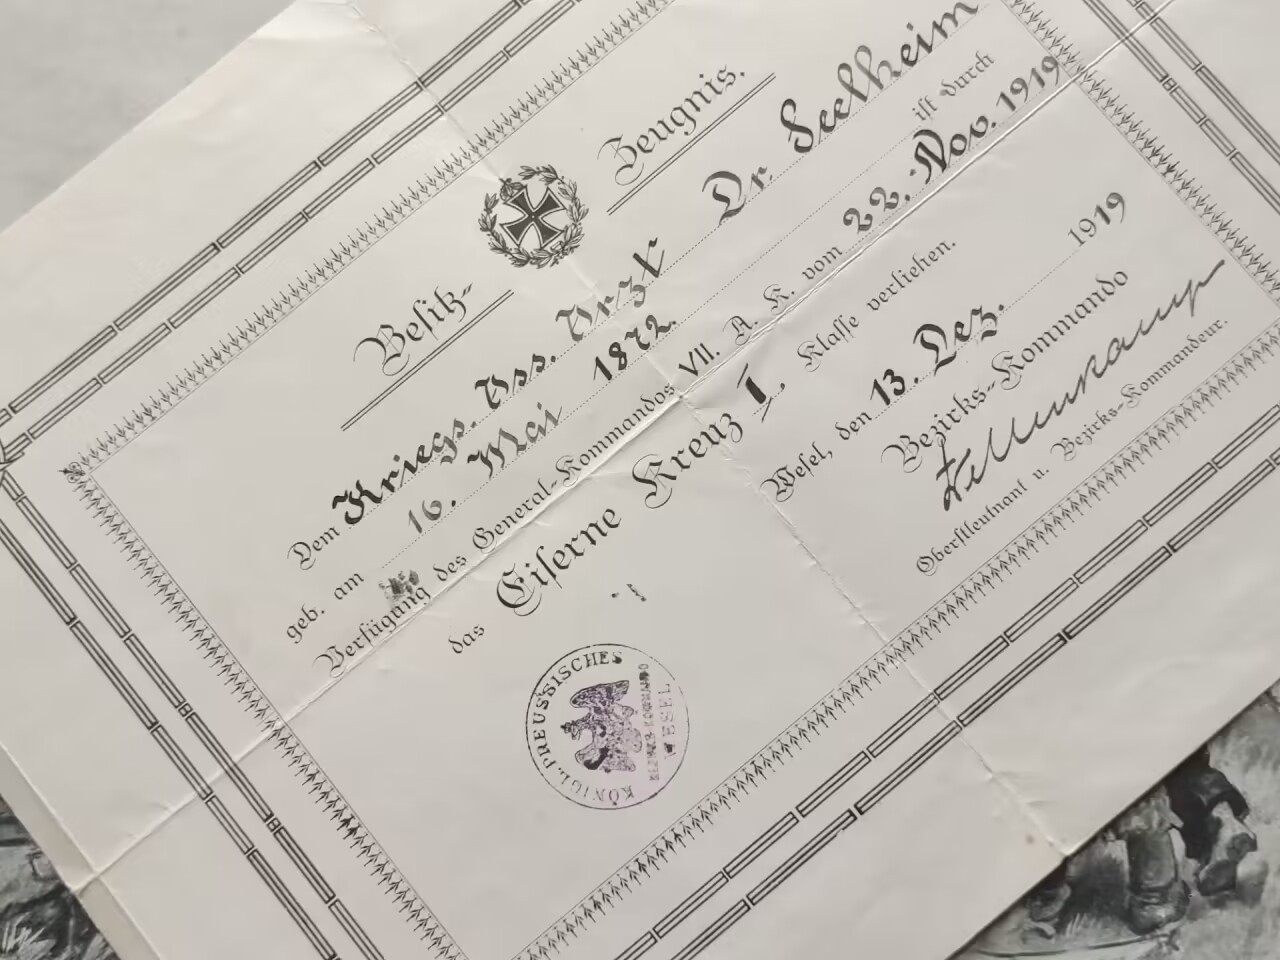 Besitz- Zeugnis.
Dem Kriegs. Ass. Arzt Dr. Seelheim
geb. am 16. Mai 1872. ist durch
Verfügung des General-Kommandos VII. A. K. vom 22. Nov. 1919
das Eiserne Kreuz I. Klasse verliehen.
Wesel, den 13. Dez. 1919
Bezirks-Kommando
Oberstleutnant u. Bezirks-Kommandeur.
KÖNIGL. PREUSSISCHES
BEZIRKS-KOMMANDO
WESEL